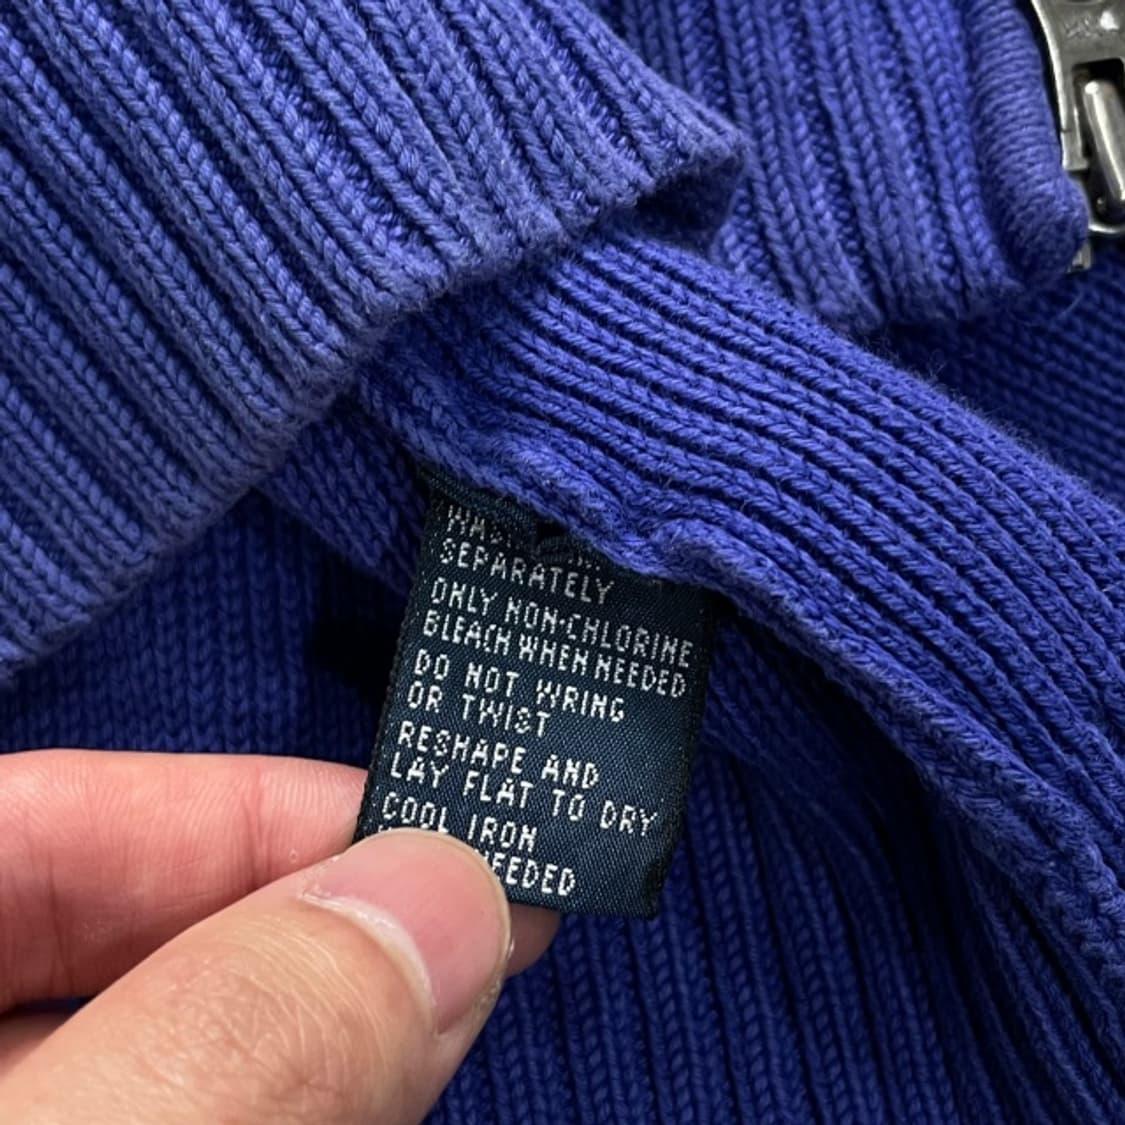 SEPARATELY
ONLY NON-CHLORINE
BLEACH WHEN NEEDED
DO NOT WRING
OR TWIST
RESHAPE AND
LAY FLAT TO DRY
COOL IRON